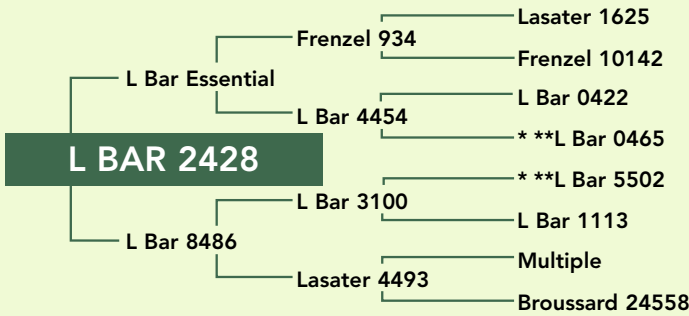 Lasater 1625
Frenzel 934
Frenzel 10142
L Bar Essential
L Bar 0422
L Bar 4454
* **L Bar 0465
L BAR 2428
* **L Bar 5502
L Bar 3100
L Bar 1113
L Bar 8486
Multiple
Lasater 4493
Broussard 24558